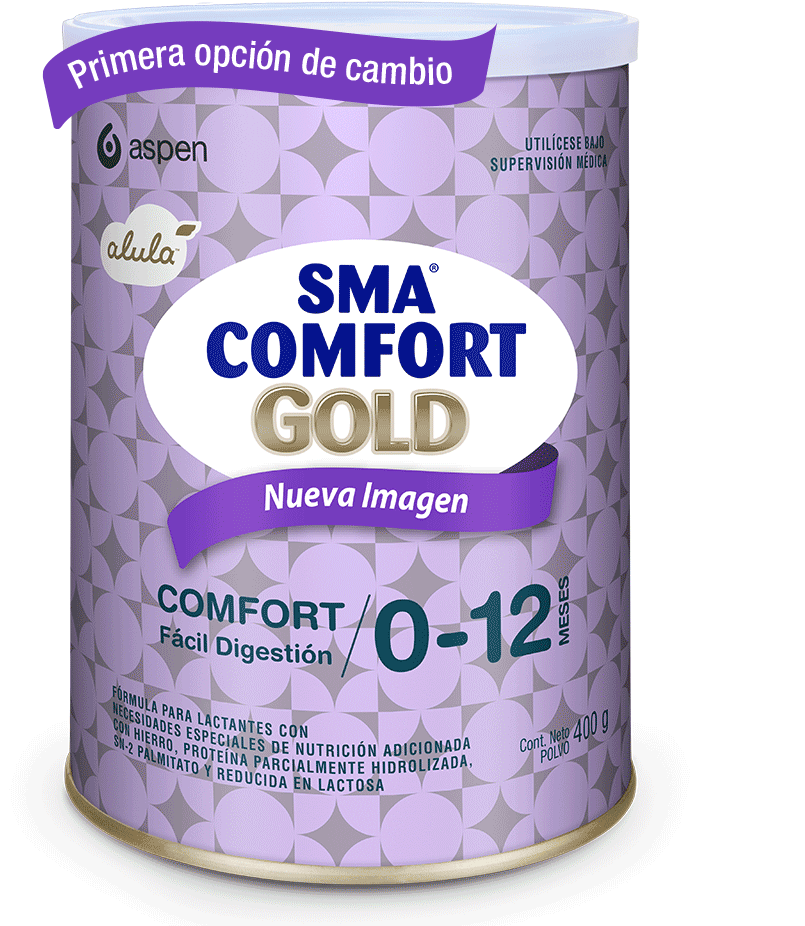 Primera opción de cambio
aspen
UTILÍCESE BAJO
SUPERVISIÓN MÉDICA
alula™
SMA®
COMFORT
GOLD
Nueva Imagen
COMFORT
Fácil Digestión
0-12
MESES
FÓRMULA PARA LACTANTES CON
NECESIDADES ESPECIALES DE NUTRICIÓN ADICIONADA
CON HIERRO, PROTEÍNA PARCIALMENTE HIDROLIZADA,
SN-2 PALMITATO Y REDUCIDA EN LACTOSA
Cont. Neto 400 g
POLVO